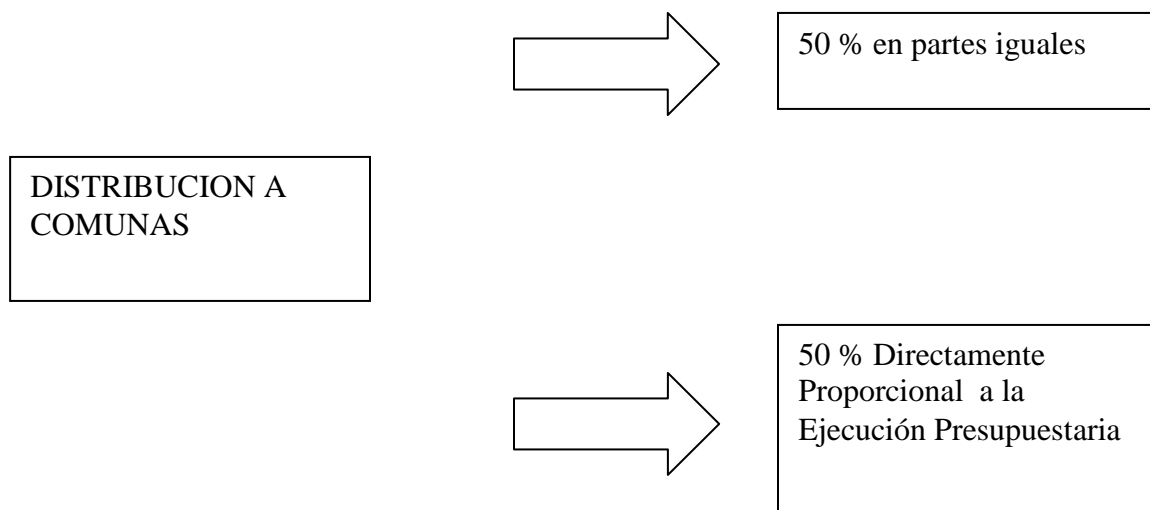 50 % en partes iguales
DISTRIBUCION A
COMUNAS
50 % Directamente
Proporcional a la
Ejecución Presupuestaria